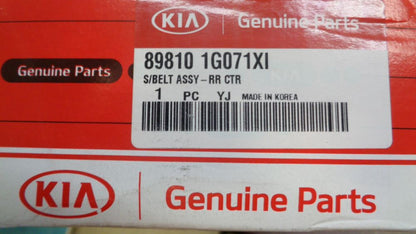 KIA Genuine Parts
Genuine Parts
KIA
89810 1G071XI
S/BELT ASSY-RR CTR
1 PC YJ MADE IN KOREA
KIA Genuine Parts